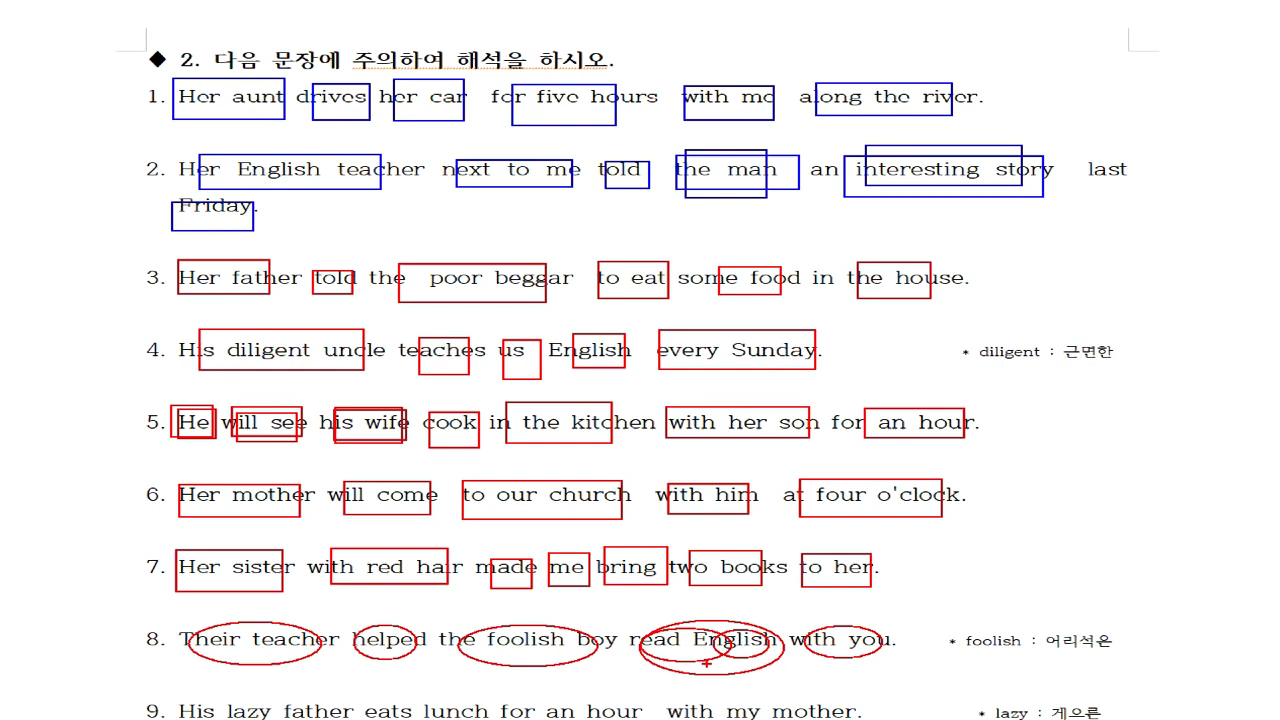 ◆ 2. 다음 문장에 주의하여 해석을 하시오.
1. Her aunt drives her car for five hours with me along the river.
2. Her English teacher next to me told the man an interesting story last
Friday.
3. Her father told the poor beggar to eat some food in the house.
4. His diligent uncle teaches us English every Sunday. * diligent : 근면한
5. He will see his wife cook in the kitchen with her son for an hour.
6. Her mother will come to our church with him at four o'clock.
7. Her sister with red hair made me bring two books to her.
8. Their teacher helped the foolish boy read English with you. * foolish : 어리석은
9. His lazy father eats lunch for an hour with my mother. * lazy : 게으른